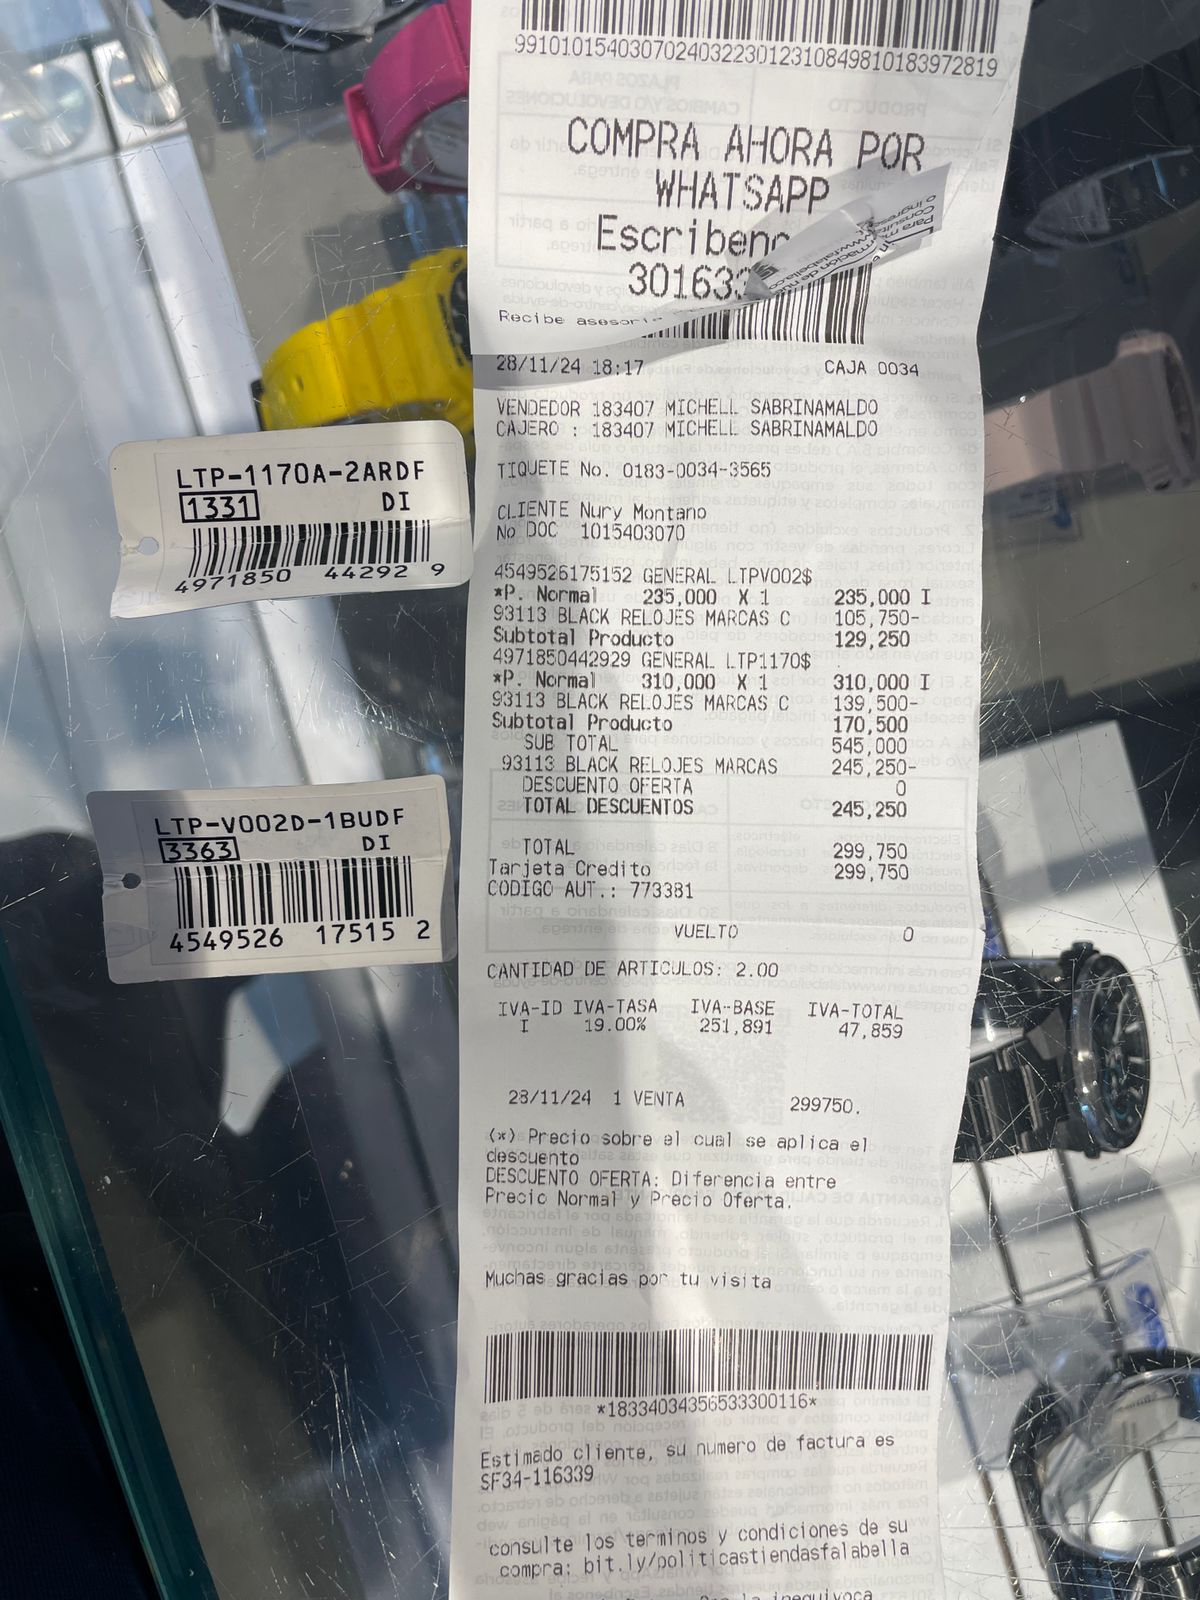 991010154030702403223012310849810183972819
COMPRA AHORA POR
WHATSAPP
Recibe
28/11/24 18:17 CAJA 0034
VENDEDOR 183407 MICHELL SABRINAMALDO
CAJERO : 183407 MICHELL SABRINAMALDO
TIQUETE No. 0183-0034-3565
CLIENTE Nury Montano
No DOC 1015403070
4549526175152 GENERAL LTPV002$
*P. Normal 235,000 X 1 235,000 I
93113 BLACK RELOJES MARCAS C 105,750-
Subtotal Producto 129,250
4971850442929 GENERAL LTP1170$
*P. Normal 310,000 X 1 310,000 I
93113 BLACK RELOJES MARCAS C 139,500-
Subtotal Producto 170,500
SUB TOTAL 545,000
93113 BLACK RELOJES MARCAS 245,250-
DESCUENTO OFERTA 0
TOTAL DESCUENTOS 245,250
TOTAL 299,750
Tarjeta Credito 299,750
CODIGO AUT.: 773381
VUELTO 0
CANTIDAD DE ARTICULOS: 2.00
IVA-ID IVA-TASA IVA-BASE IVA-TOTAL
I 19.00% 251,891 47,859
28/11/24 1 VENTA 299750.
(*) Precio sobre el cual se aplica el
descuento
DESCUENTO OFERTA: Diferencia entre
Precio Normal y Precio Oferta.
Muchas gracias por tu visita
*18334034356533300116*
Estimado cliente, su numero de factura es
SF34-116339
consulte los terminos y condiciones de su
compra: bit.ly/politicastiendasfalabella
LTP-1170A-2ARDF
1331 DI
4971850 44292 9
LTP-V002D-1BUDF
3363 DI
4549526 17515 2